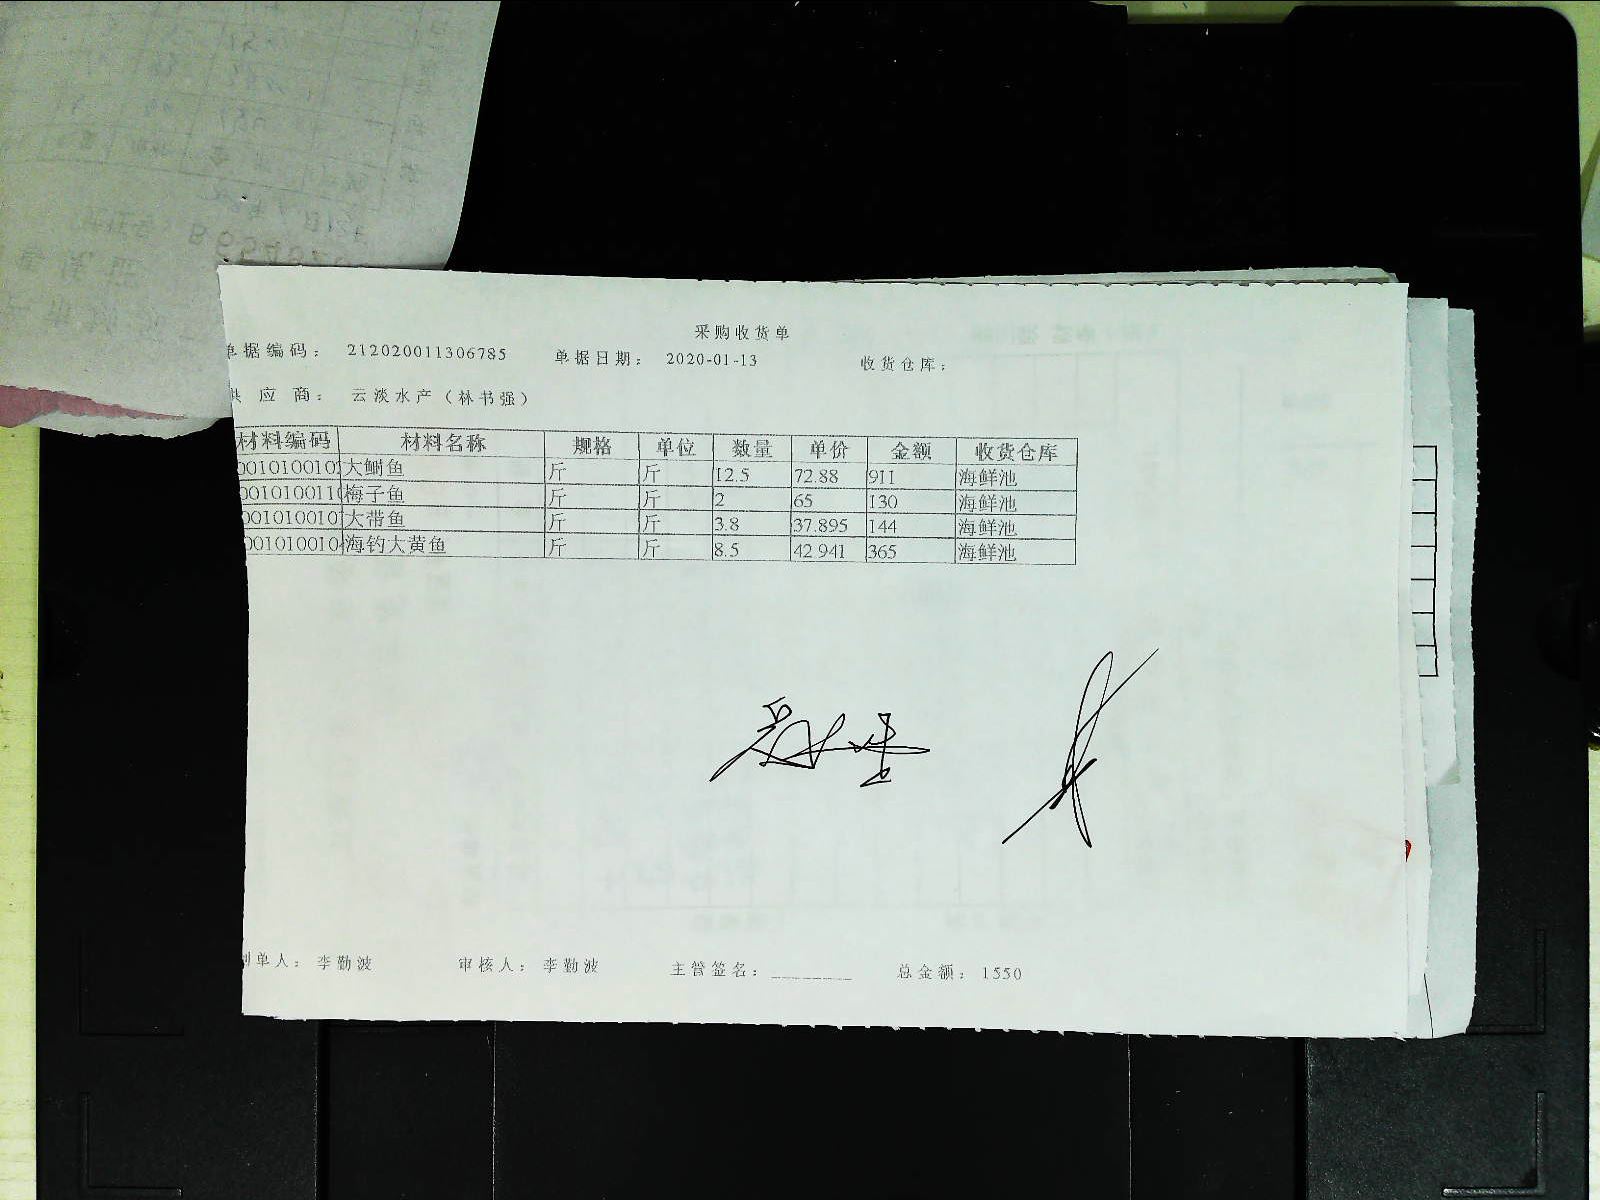 采购收货单
单据编码： 212020011306785 单据日期： 2020-01-13 收货仓库：
供 应 商： 云淡水产（林书强）
材料编码 材料名称 规格 单位 数量 单价 金额 收货仓库
001010010 大鲥鱼 斤 斤 12.5 72.88 911 海鲜池
0010100110 梅子鱼 斤 斤 2 65 130 海鲜池
001010010 大带鱼 斤 斤 3.8 37.895 144 海鲜池
001010010 海钓大黄鱼 斤 斤 8.5 42.941 365 海鲜池
制单人： 李勤波 审核人： 李勤波 主管签名： 总金额： 1550